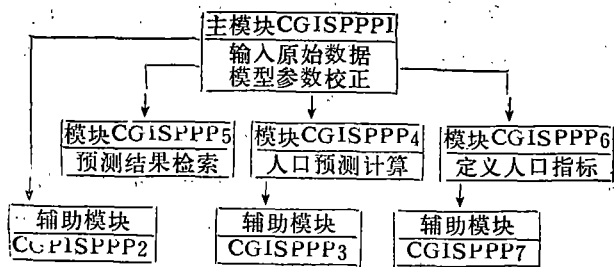 主模块CGISPPP1
输入原始数据
模型参数校正
模块CGISPPP5
预测结果检索
模块CGISPPP4
人口预测计算
模块CGISPPP6
定义人口指标
辅助模块
CGPISPPP2
辅助模块
CGISPPP3
辅助模块
CGISPPP7